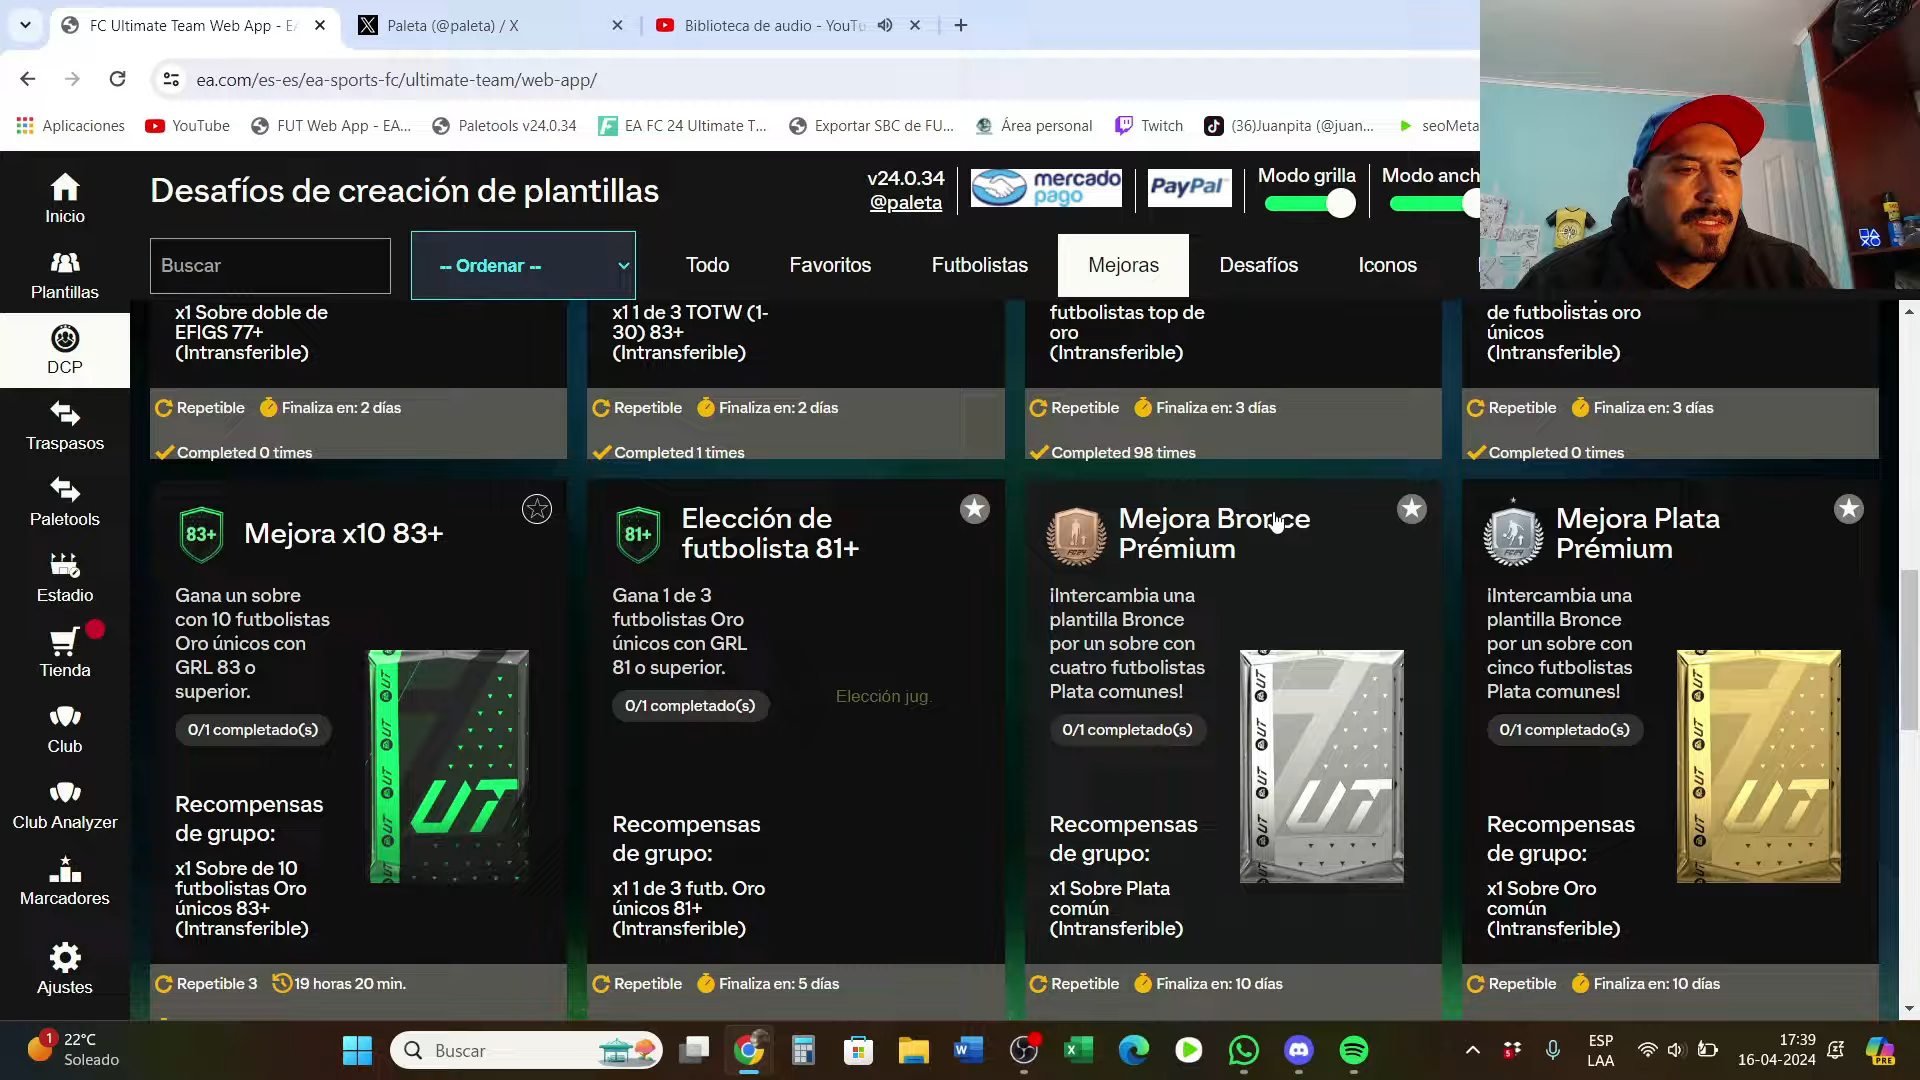 FC Ultimate Team Web App - EA
Paleta (@paleta) / X
Biblioteca de audio - YouTu
ea.com/es-es/ea-sports-fc/ultimate-team/web-app/
Aplicaciones
YouTube
FUT Web App - EA...
Paletools v24.0.34
EA FC 24 Ultimate T...
Exportar SBC de FU...
Área personal
Twitch
(36)Juanpita (@juan...
seoMeta
Inicio
Plantillas
DCP
Traspasos
Paletools
Estadio
Tienda
Club
Club Analyzer
Marcadores
Ajustes
Desafíos de creación de plantillas
v24.0.34
@paleta
mercado
pago
PayPal
Modo grilla
Modo anch
Buscar
-- Ordenar --
Todo
Favoritos
Futbolistas
Mejoras
Desafíos
Iconos
x1 Sobre doble de
EFIGS 77+
(Intransferible)
Repetible
Finaliza en: 2 días
Completed 0 times
x1 1 de 3 TOTW (1-
30) 83+
(Intransferible)
Repetible
Finaliza en: 2 días
Completed 1 times
futbolistas top de
oro
(Intransferible)
Repetible
Finaliza en: 3 días
Completed 98 times
de futbolistas oro
únicos
(Intransferible)
Repetible
Finaliza en: 3 días
Completed 0 times
83+
Mejora x10 83+
Gana un sobre
con 10 futbolistas
Oro únicos con
GRL 83 o
superior.
0/1 completado(s)
UT
Recompensas
de grupo:
x1 Sobre de 10
futbolistas Oro
únicos 83+
(Intransferible)
Repetible 3
19 horas 20 min.
81+
Elección de
futbolista 81+
Gana 1 de 3
futbolistas Oro
únicos con GRL
81 o superior.
0/1 completado(s)
Elección jug.
Recompensas
de grupo:
x1 1 de 3 futb. Oro
únicos 81+
(Intransferible)
Repetible
Finaliza en: 5 días
Mejora Bronce
Prémium
¡Intercambia una
plantilla Bronce
por un sobre con
cuatro futbolistas
Plata comunes!
0/1 completado(s)
UT
Recompensas
de grupo:
x1 Sobre Plata
común
(Intransferible)
Repetible
Finaliza en: 10 días
Mejora Plata
Prémium
¡Intercambia una
plantilla Bronce
por un sobre con
cinco futbolistas
Plata comunes!
0/1 completado(s)
UT
Recompensas
de grupo:
x1 Sobre Oro
común
(Intransferible)
Repetible
Finaliza en: 10 días
1
22°C
Soleado
Buscar
ESP
LAA
17:39
16-04-2024
PRE